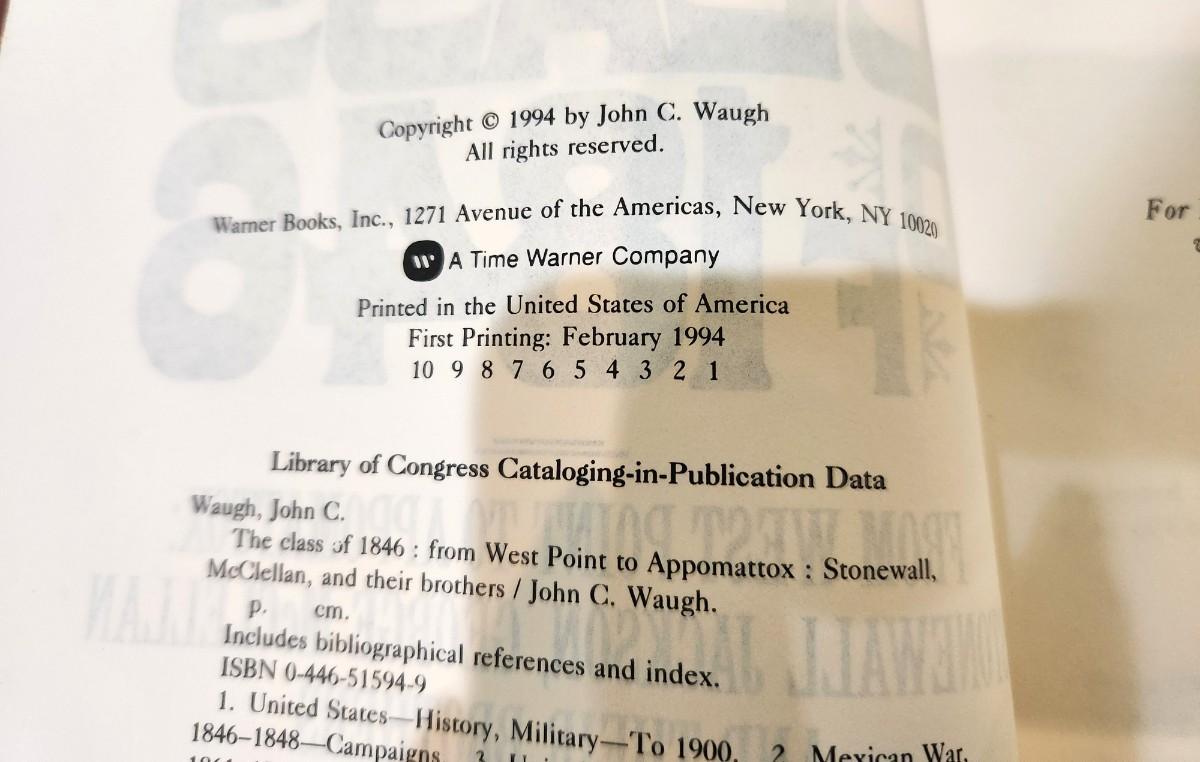 Copyright © 1994 by John C. Waugh
All rights reserved.
Warner Books, Inc., 1271 Avenue of the Americas, New York, NY 10020
W A Time Warner Company
Printed in the United States of America
First Printing: February 1994
10 9 8 7 6 5 4 3 2 1
Library of Congress Cataloging-in-Publication Data
Waugh, John C.
The class of 1846 : from West Point to Appomattox : Stonewall,
McClellan, and their brothers / John C. Waugh.
p. cm.
Includes bibliographical references and index.
ISBN 0-446-51594-9
1. United States—History, Military—To 1900. 2. Mexican War,
1846-1848—Campaigns
For